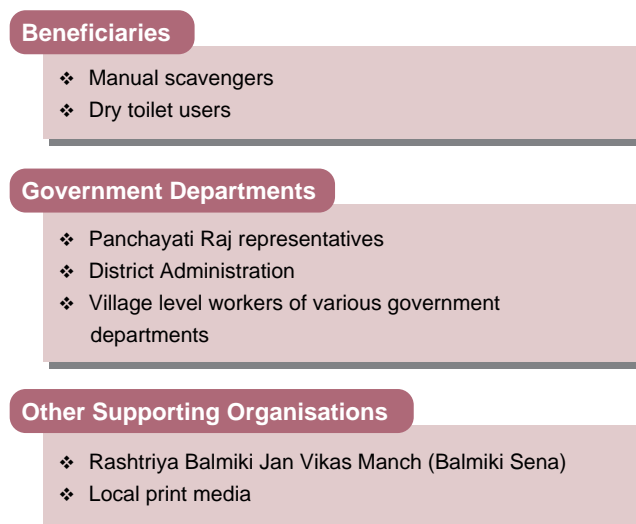 Beneficiaries
❖ Manual scavengers
❖ Dry toilet users
Government Departments
❖ Panchayati Raj representatives
❖ District Administration
❖ Village level workers of various government
departments
Other Supporting Organisations
❖ Rashtriya Balmiki Jan Vikas Manch (Balmiki Sena)
❖ Local print media